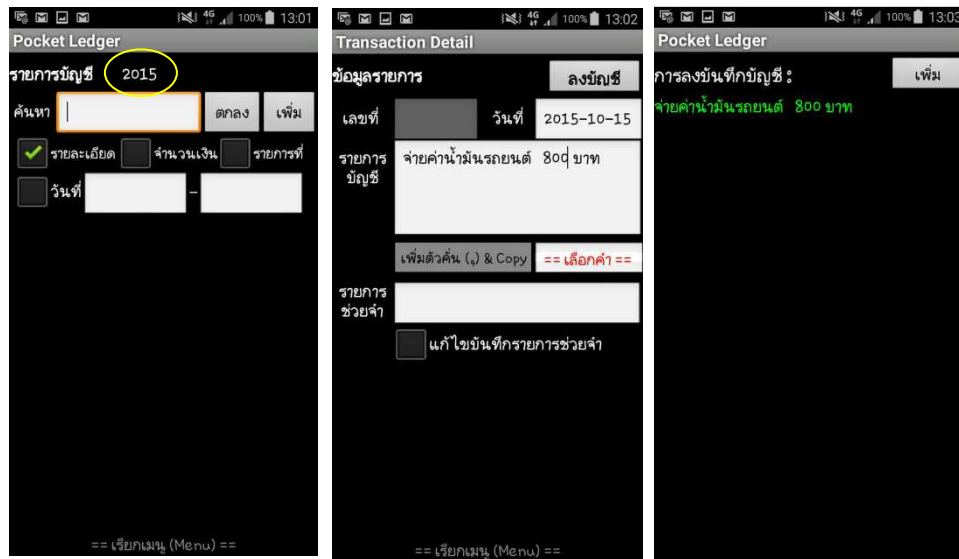 4G 100% 13:01
Pocket Ledger
รายการบัญชี 2015
ค้นหา ตกลง เพิ่ม
รายละเอียด จำนวนเงิน รายการที่
วันที่ -
== เรียกเมนู (Menu) ==
4G 100% 13:02
Transaction Detail
ข้อมูลรายการ ลงบัญชี
เลขที่ วันที่ 2015-10-15
รายการ จ่ายค่าน้ำมันรถยนต์ 800 บาท
บัญชี
เพิ่มตัวคั่น (,) & Copy == เลือกคำ ==
รายการ
ช่วยจำ
แก้ไขบันทึกรายการช่วยจำ
== เรียกเมนู (Menu) ==
4G 100% 13:03
Pocket Ledger
การลงบันทึกบัญชี : เพิ่ม
จ่ายค่าน้ำมันรถยนต์ 800 บาท